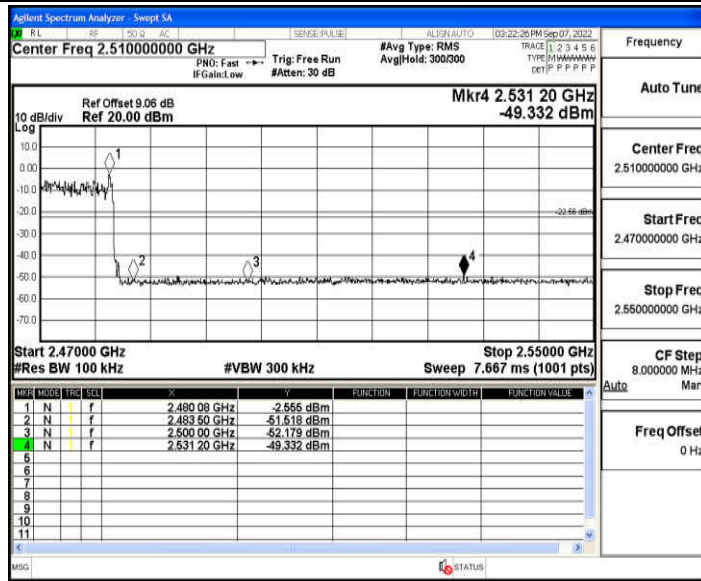 Agilent Spectrum Analyzer - Swept SA
RL RF 50 Ω AC SENSE:PULSE ALIGN AUTO 03:22:26 PM Sep 07, 2022
Center Freq 2.510000000 GHz
PNO: Fast Trig: Free Run
IFGain:Low #Atten: 30 dB
#Avg Type: RMS
Avg|Hold: 300/300
TRACE 1 2 3 4 5 6
TYPE MWWWWW
DET P P P P P P
Ref Offset 9.06 dB
10 dB/div Ref 20.00 dBm
Log
Mkr4 2.531 20 GHz
-49.332 dBm
10.0
0.00
-10.0
-20.0
-30.0
-40.0
-50.0
-60.0
-70.0
1
2
3
4
-22.56 dBm
Start 2.47000 GHz Stop 2.55000 GHz
#Res BW 100 kHz #VBW 300 kHz Sweep 7.667 ms (1001 pts)
MKR MODE TRC SCL X Y FUNCTION FUNCTION WIDTH FUNCTION VALUE
1 N 1 f 2.480 08 GHz -2.555 dBm
2 N 1 f 2.483 50 GHz -51.518 dBm
3 N 1 f 2.500 00 GHz -52.179 dBm
4 N 1 f 2.531 20 GHz -49.332 dBm
5
6
7
8
9
10
11
MSG STATUS
Frequency
Auto Tune
Center Freq
2.510000000 GHz
Start Freq
2.470000000 GHz
Stop Freq
2.550000000 GHz
CF Step
8.000000 MHz
Auto Man
Freq Offset
0 Hz